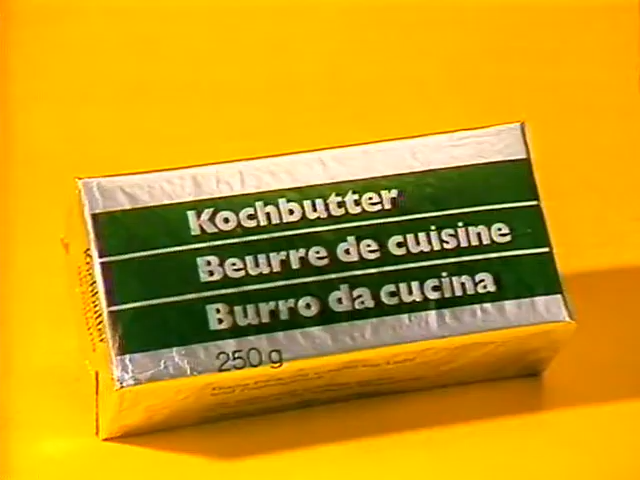 Kochbutter
Beurre de cuisine
Burro da cucina
250 g